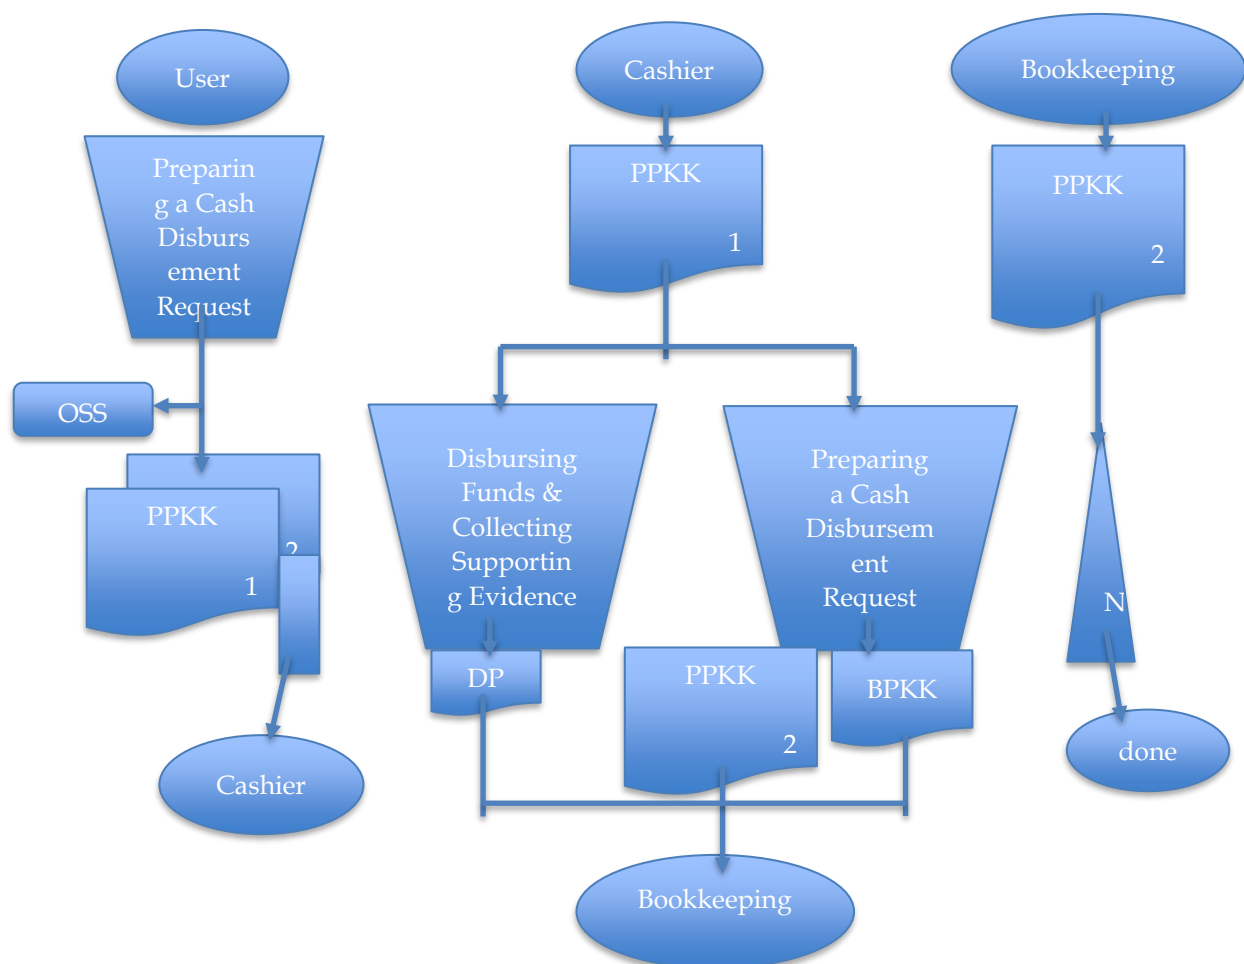 User
Preparin
g a Cash
Disburs
ement
Request
OSS
PPKK
2
1
Cashier
Cashier
PPKK
1
Disbursing
Funds &
Collecting
Supportin
g Evidence
Preparing
a Cash
Disbursem
ent
Request
DP
PPKK
2
BPKK
Bookkeeping
Bookkeeping
PPKK
2
N
done